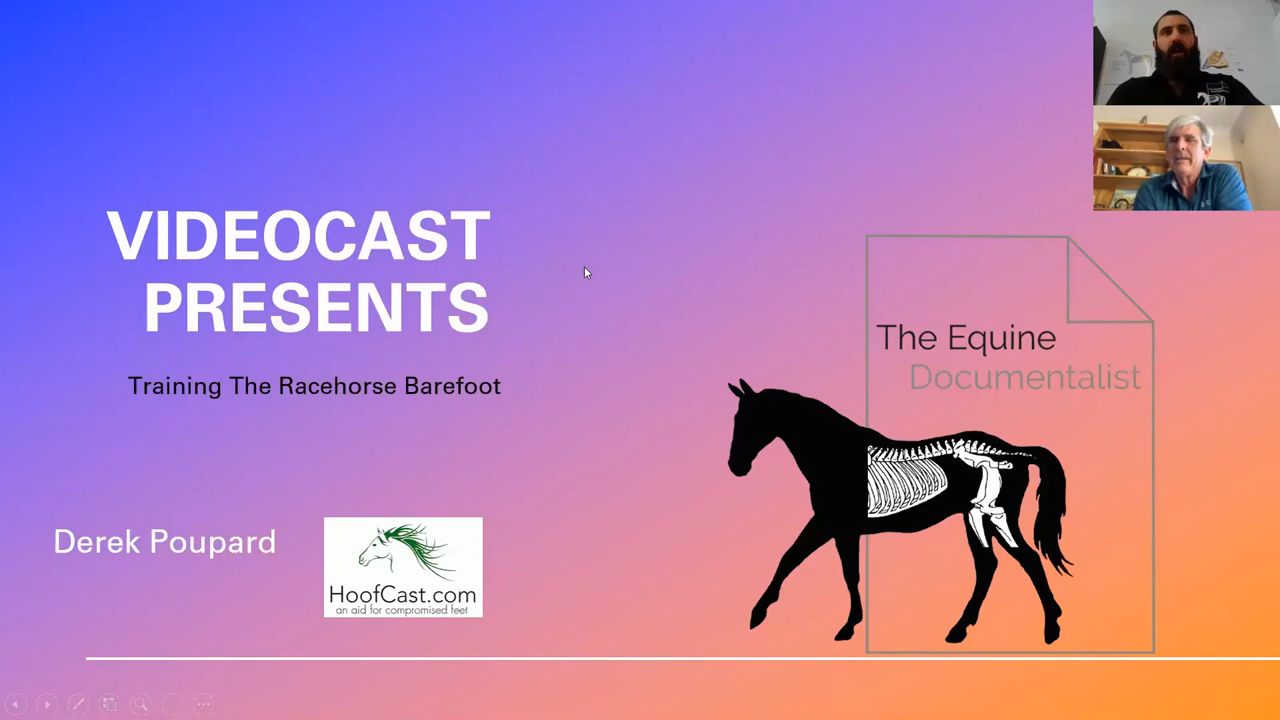 VIDEOCAST
PRESENTS
Training The Racehorse Barefoot
Derek Poupard
HoofCast.com
an aid for compromised feet
The Equine
Documentalist